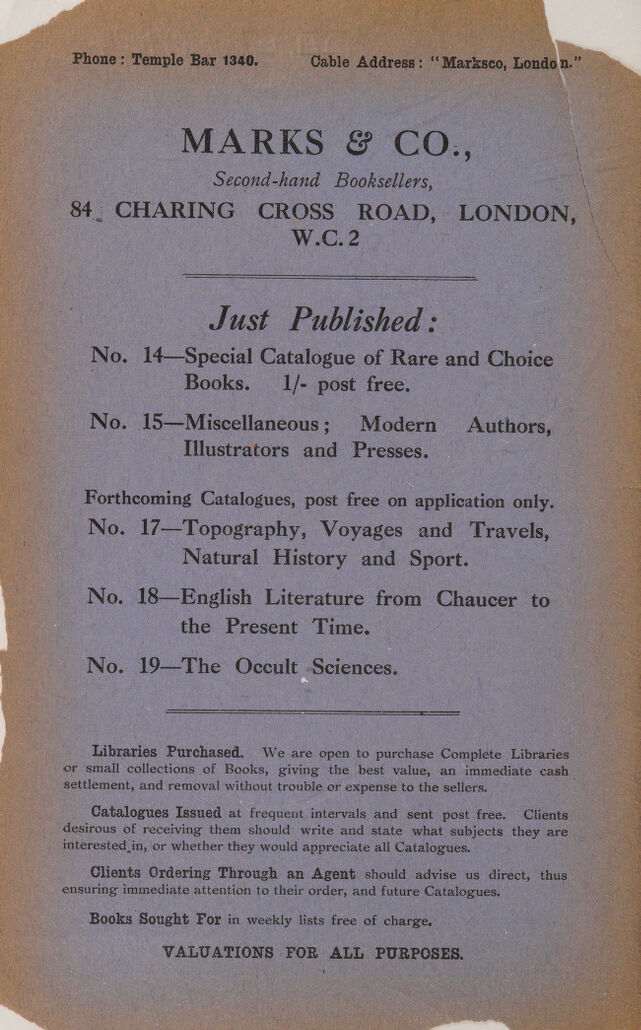 Phone: Temple Bar 1340. Cable Address: "Marksco, London."
MARKS & CO.,
Second-hand Booksellers,
84, CHARING CROSS ROAD, LONDON,
W.C.2
Just Published:
No. 14—Special Catalogue of Rare and Choice
Books. 1/- post free.
No. 15—Miscellaneous; Modern Authors,
Illustrators and Presses.
Forthcoming Catalogues, post free on application only.
No. 17—Topography, Voyages and Travels,
Natural History and Sport.
No. 18—English Literature from Chaucer to
the Present Time.
No. 19—The Occult Sciences.
Libraries Purchased. We are open to purchase Complete Libraries
or small collections of Books, giving the best value, an immediate cash
settlement, and removal without trouble or expense to the sellers.
Catalogues Issued at frequent intervals and sent post free. Clients
desirous of receiving them should write and state what subjects they are
interested in, or whether they would appreciate all Catalogues.
Clients Ordering Through an Agent should advise us direct, thus
ensuring immediate attention to their order, and future Catalogues.
Books Sought For in weekly lists free of charge.
VALUATIONS FOR ALL PURPOSES.